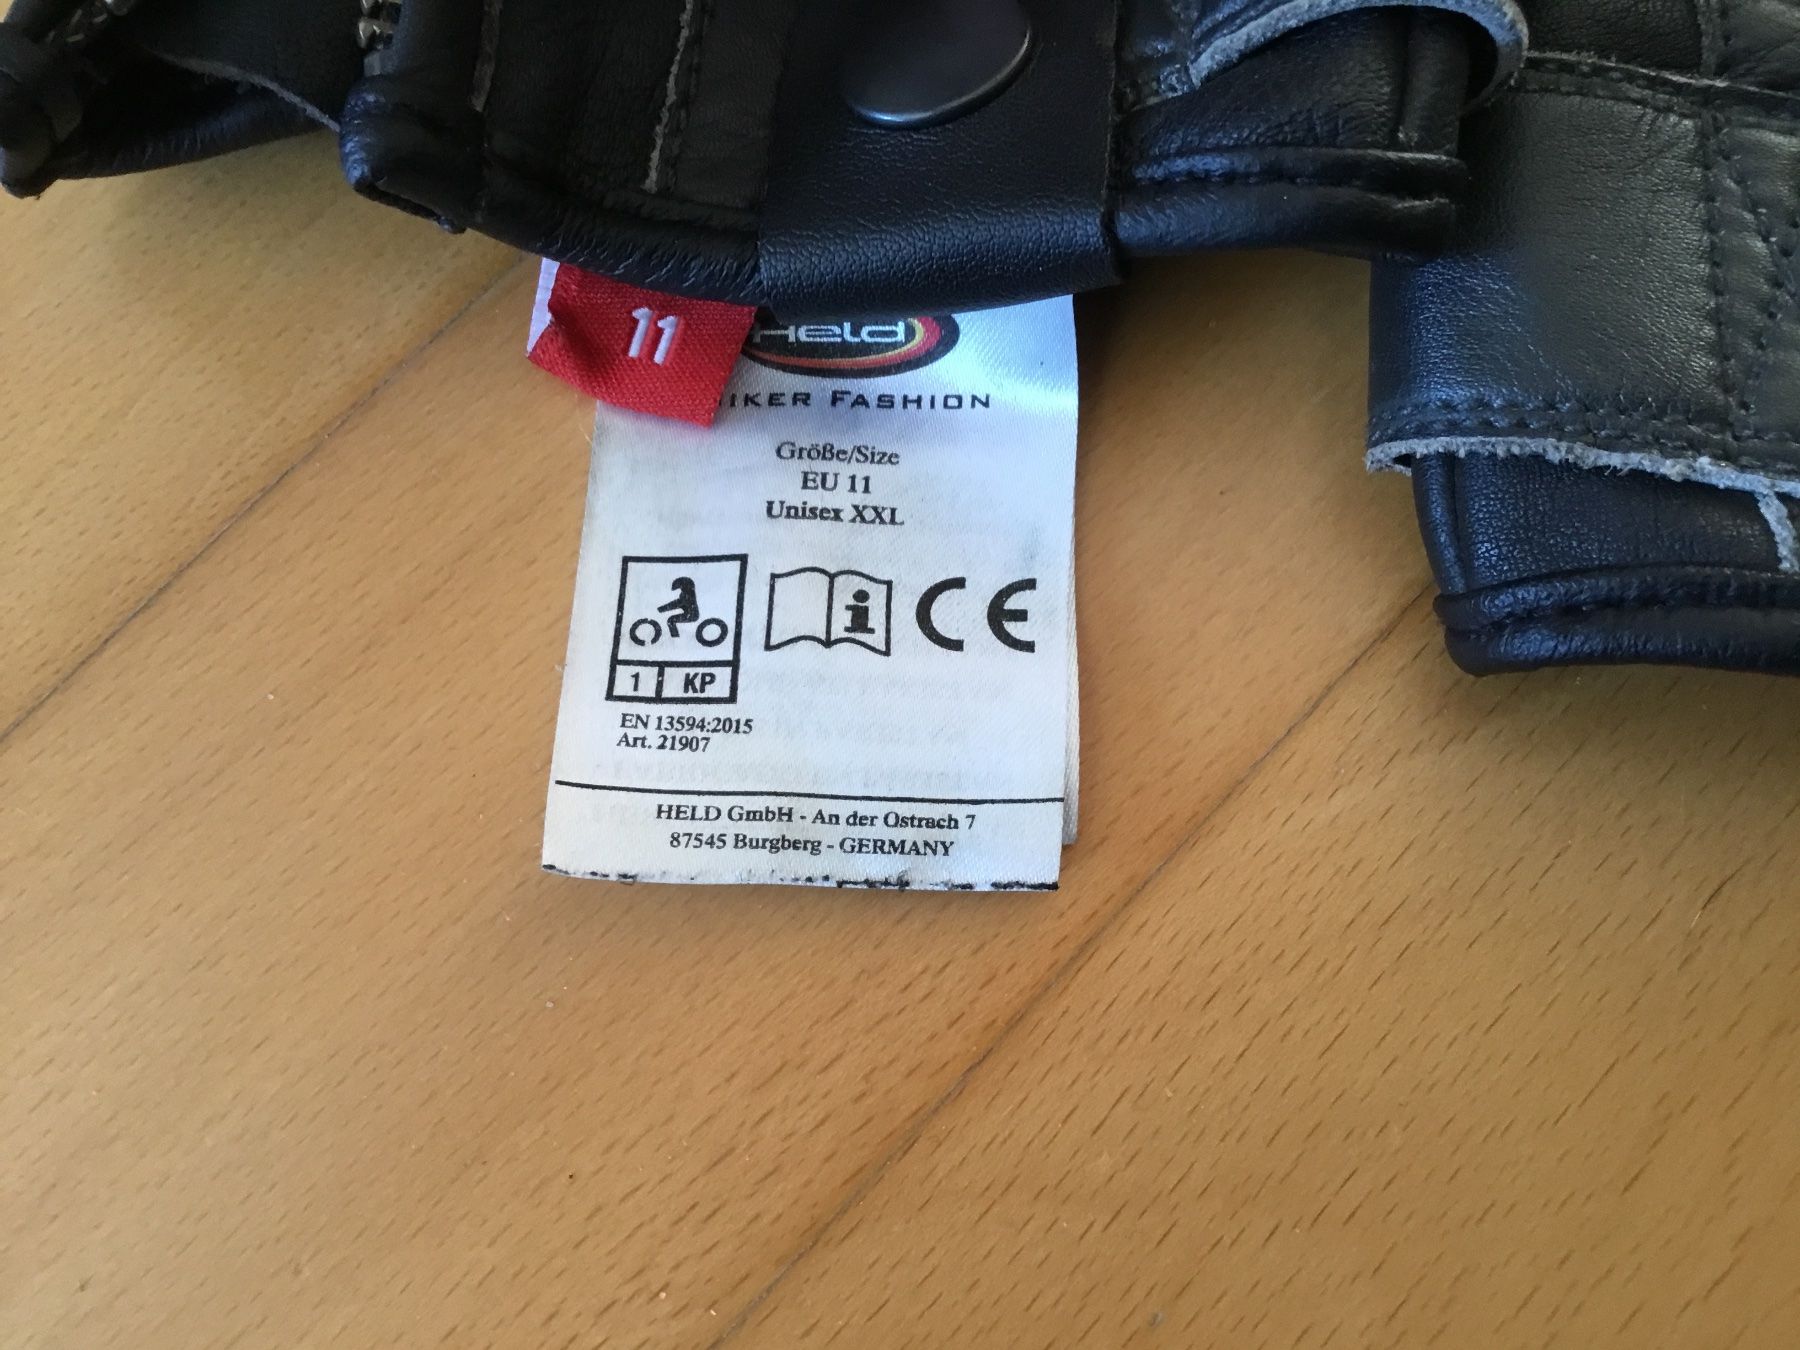 11
Held
FASHION
Größe/Size
EU 11
Unisex XXL
i
CE
1 KP
EN 13594:2015
Art. 21907
HELD GmbH - An der Ostrach 7
87545 Burgberg - GERMANY